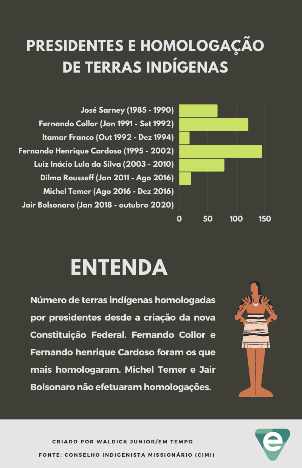 PRESIDENTES E HOMOLOGAÇÃO
DE TERRAS INDÍGENAS
José Sarney (1985 - 1990)
Fernando Collor (Jan 1991 - Set 1992)
Itamar Franco (Out 1992 - Dez 1994)
Fernando Henrique Cardoso (1995 - 2002)
Luiz Inácio Lula da Silva (2003 - 2010)
Dilma Rousseff (Jan 2011 - Ago 2016)
Michel Temer (Ago 2016 - Dez 2016)
Jair Bolsonaro (Jan 2018 - outubro 2020)
0 50 100 150
ENTENDA
Número de terras indígenas homologadas
por presidentes desde a criação da nova
Constituição Federal. Fernando Collor e
Fernando henrique Cardoso foram os que
mais homologaram. Michel Temer e Jair
Bolsonaro não efetuaram homologações.
CRIADO POR WALDICK JUNIOR/EM TEMPO
FONTE: CONSELHO INDIGENISTA MISSIONÁRIO (CIMI)
e